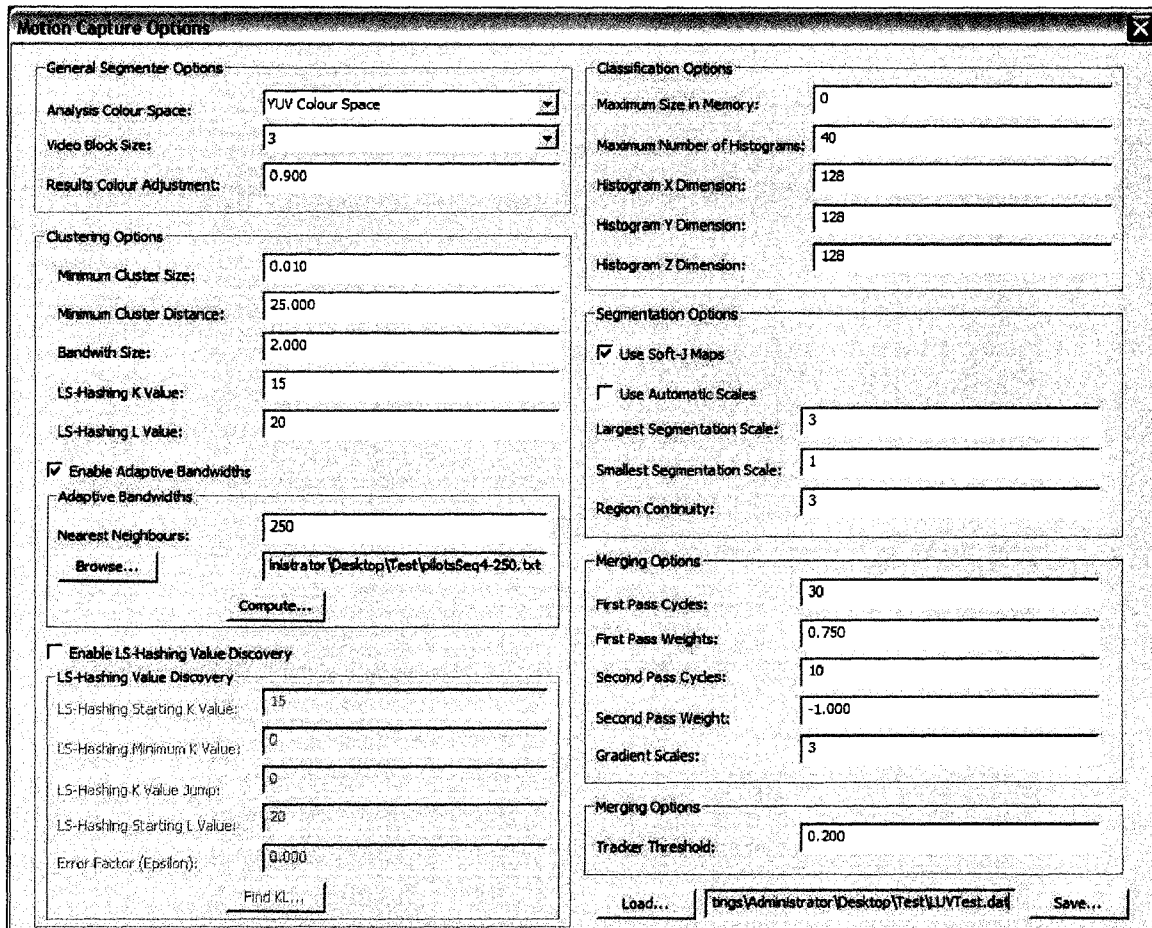 Motion Capture Options
General Segmenter Options
Analysis Colour Space: YUV Colour Space
Video Block Size: 3
Results Colour Adjustment: 0.900
Clustering Options
Minimum Cluster Size: 0.010
Minimum Cluster Distance: 25.000
Bandwith Size: 2.000
LS-Hashing K Value: 15
LS-Hashing L Value: 20
Enable Adaptive Bandwidths
Adaptive Bandwidths
Nearest Neighbours: 250
Browse... inistrator\Desktop\Test\pilotsSeq4-250.txt
Compute...
Enable LS-Hashing Value Discovery
LS-Hashing Value Discovery
LS-Hashing Starting K Value: 15
LS-Hashing Minimum K Value: 0
LS-Hashing K Value Jump: 0
LS-Hashing Starting L Value: 20
Error Factor (Epsilon): 0.000
Find KL...
Classification Options
Maximum Size in Memory: 0
Maximum Number of Histograms: 40
Histogram X Dimension: 128
Histogram Y Dimension: 128
Histogram Z Dimension: 128
Segmentation Options
Use Soft-J Maps
Use Automatic Scales
Largest Segmentation Scale: 3
Smallest Segmentation Scale: 1
Region Continuity: 3
Merging Options
First Pass Cycles: 30
First Pass Weights: 0.750
Second Pass Cycles: 10
Second Pass Weight: -1.000
Gradient Scales: 3
Merging Options
Tracker Threshold: 0.200
Load... tings\Administrator\Desktop\Test\LUVTest.dat Save...